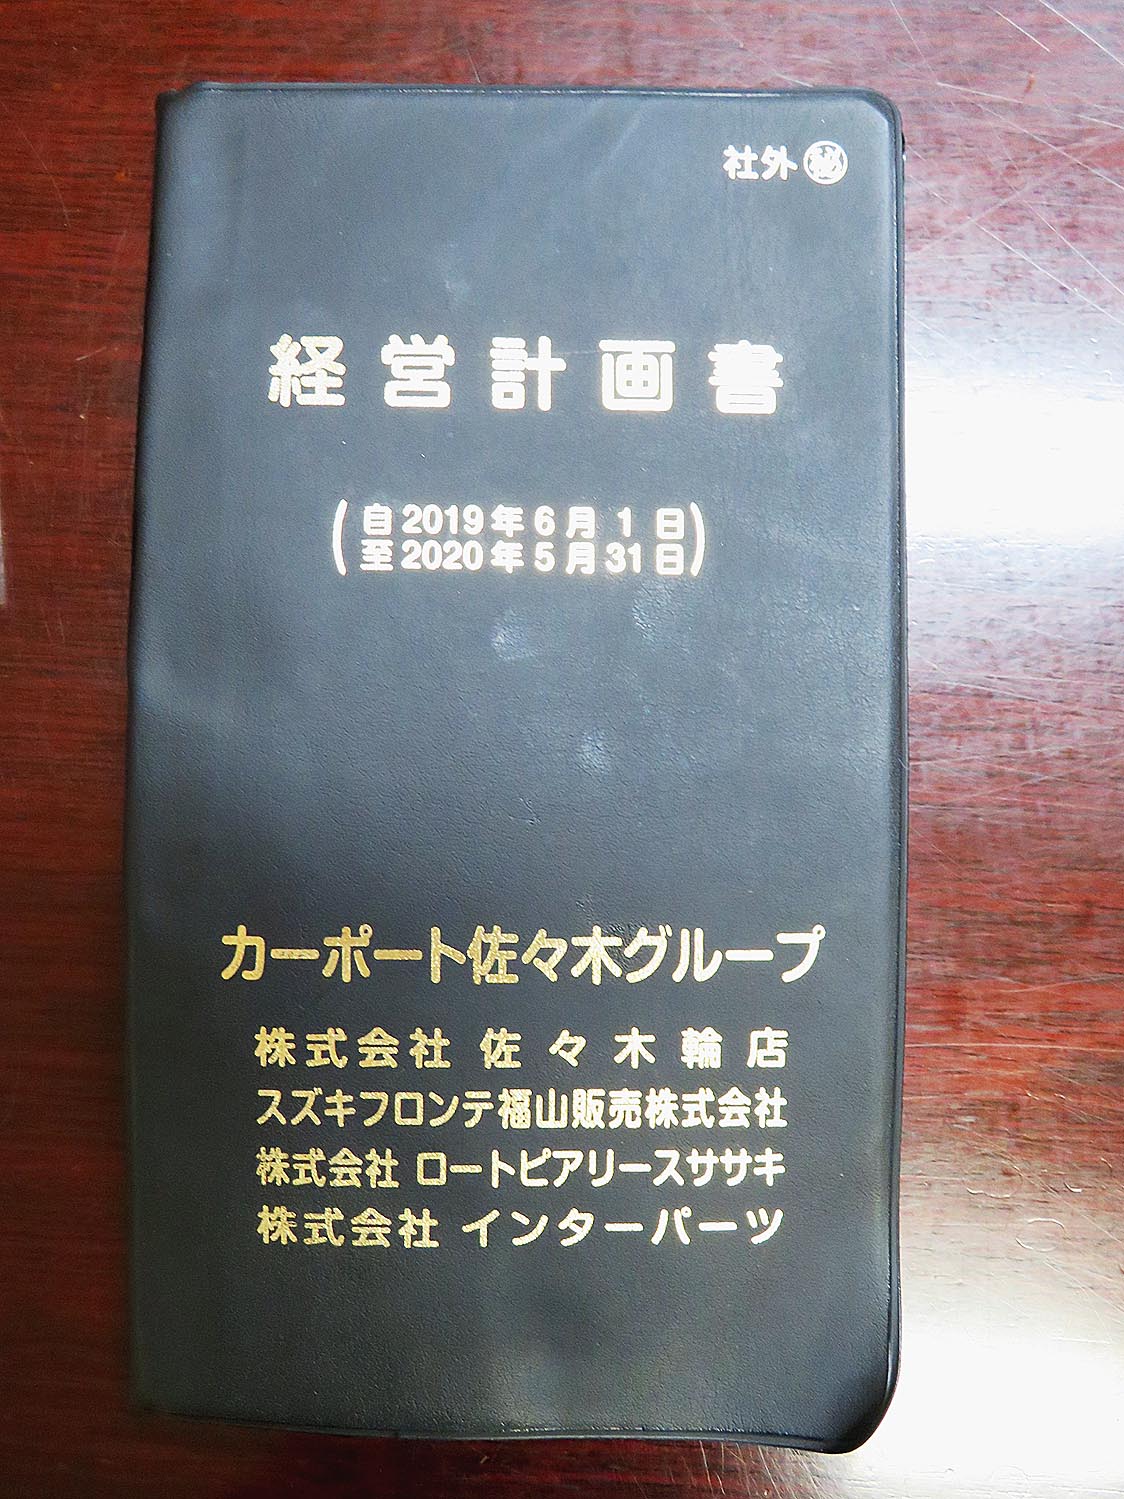 社外㊙
経営計画書
(自2019年6月1日
至2020年5月31日)
カーポート佐々木グループ
株式会社 佐々木輪店
スズキフロンテ福山販売株式会社
株式会社 ロートピアリースササキ
株式会社 インターパーツ